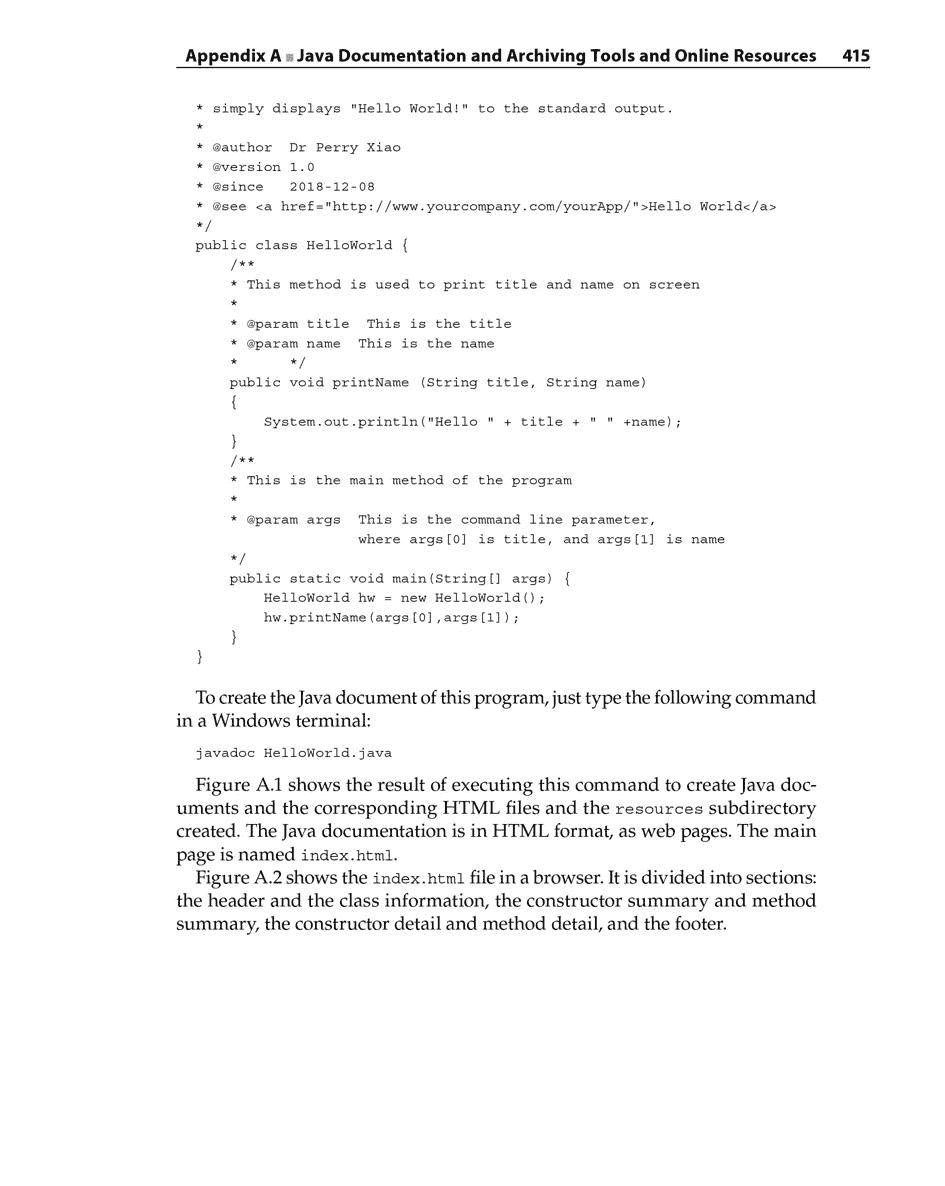 Appendix A ■ Java Documentation and Archiving Tools and Online Resources 415
* simply displays "Hello World!" to the standard output.
*
* @author  Dr Perry Xiao
* @version 1.0
* @since   2018-12-08
* @see <a href="http://www.yourcompany.com/yourApp/">Hello World</a>
*/
public class HelloWorld {
    /**
    * This method is used to print title and name on screen
    *
    * @param title  This is the title
    * @param name  This is the name
    *      */
    public void printName (String title, String name)
    {
        System.out.println("Hello " + title + " " +name);
    }
    /**
    * This is the main method of the program
    *
    * @param args  This is the command line parameter,
                   where args[0] is title, and args[1] is name
    */
    public static void main(String[] args) {
        HelloWorld hw = new HelloWorld();
        hw.printName(args[0],args[1]);
    }
}
To create the Java document of this program, just type the following command
in a Windows terminal:
javadoc HelloWorld.java
Figure A.1 shows the result of executing this command to create Java doc-
uments and the corresponding HTML files and the resources subdirectory
created. The Java documentation is in HTML format, as web pages. The main
page is named index.html.
Figure A.2 shows the index.html file in a browser. It is divided into sections:
the header and the class information, the constructor summary and method
summary, the constructor detail and method detail, and the footer.